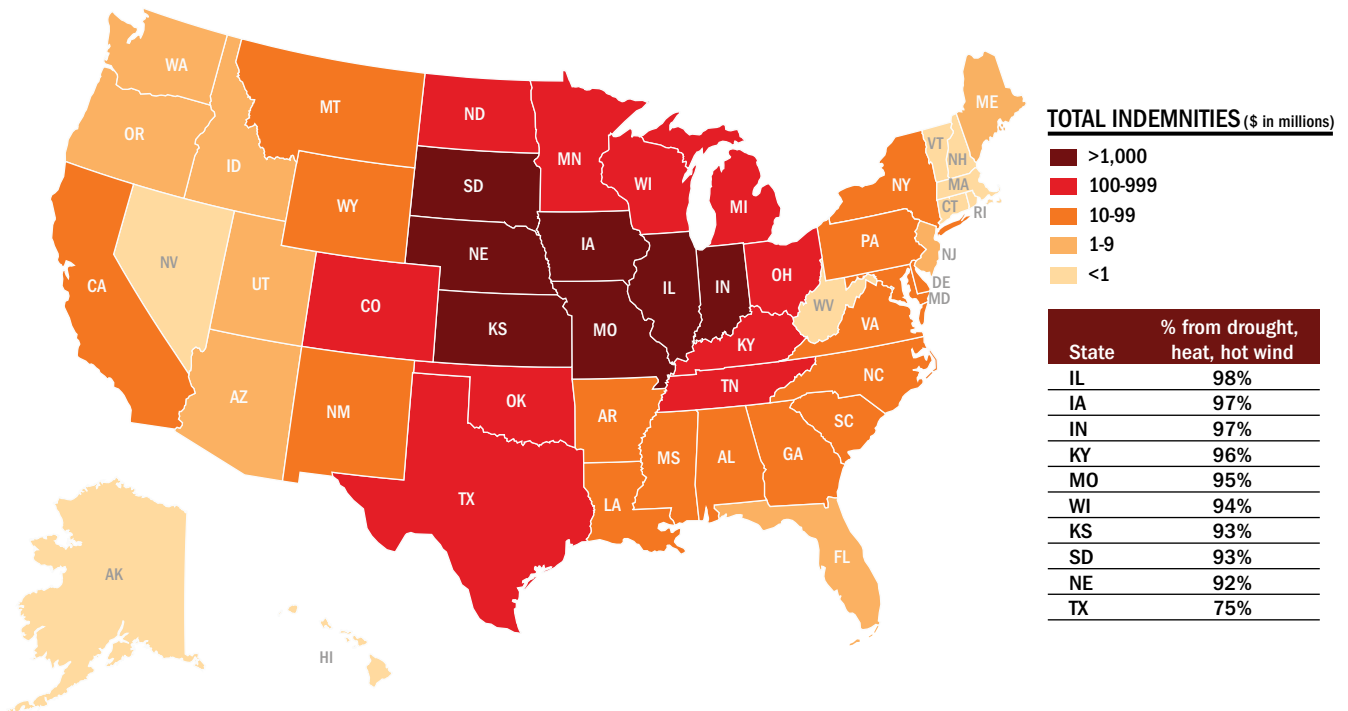 WA
OR
ID
MT
WY
ND
SD
NE
KS
MN
WI
IA
MO
IL
IN
MI
OH
KY
TN
NY
PA
ME
VT
NH
MA
CT
RI
NJ
DE
MD
WV
VA
NC
SC
GA
FL
AL
MS
LA
AR
OK
TX
NM
CO
UT
AZ
NV
CA
AK
HI
TOTAL INDEMNITIES ($ in millions)
>1,000
100-999
10-99
1-9
<1
State % from drought, heat, hot wind
IL 98%
IA 97%
IN 97%
KY 96%
MO 95%
WI 94%
KS 93%
SD 93%
NE 92%
TX 75%